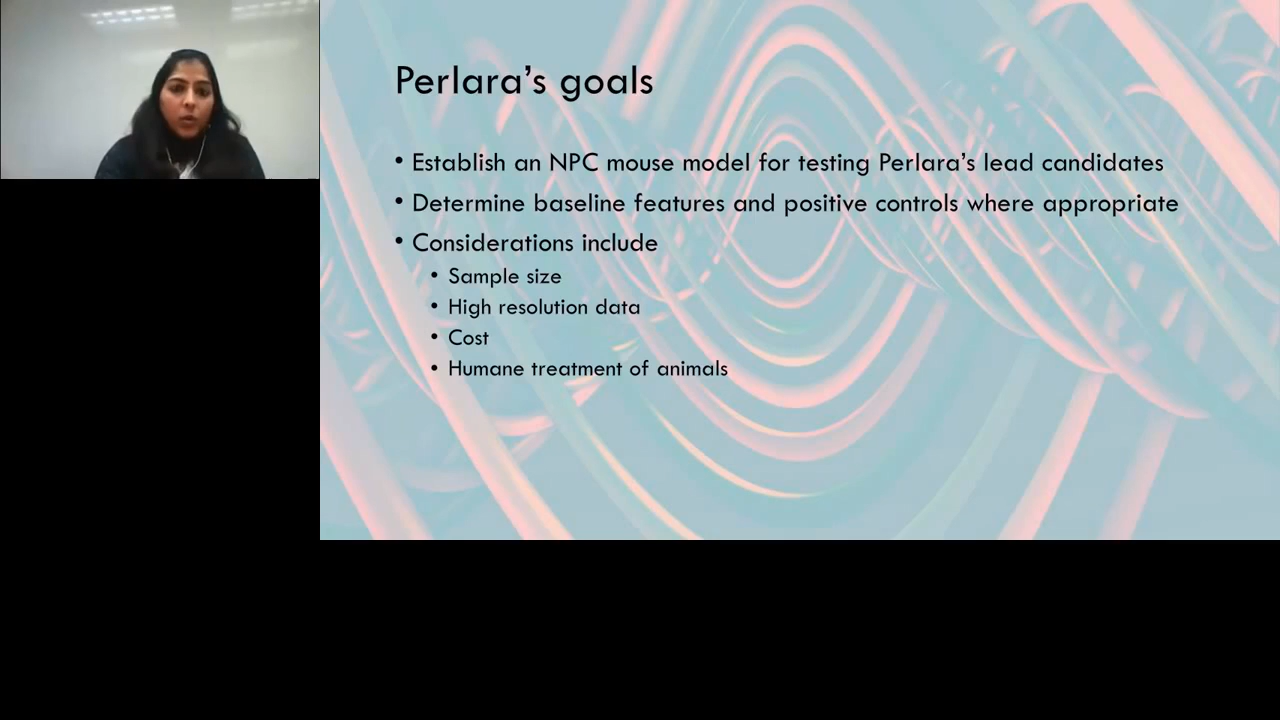 Perlara’s goals
• Establish an NPC mouse model for testing Perlara’s lead candidates
• Determine baseline features and positive controls where appropriate
• Considerations include
• Sample size
• High resolution data
• Cost
• Humane treatment of animals